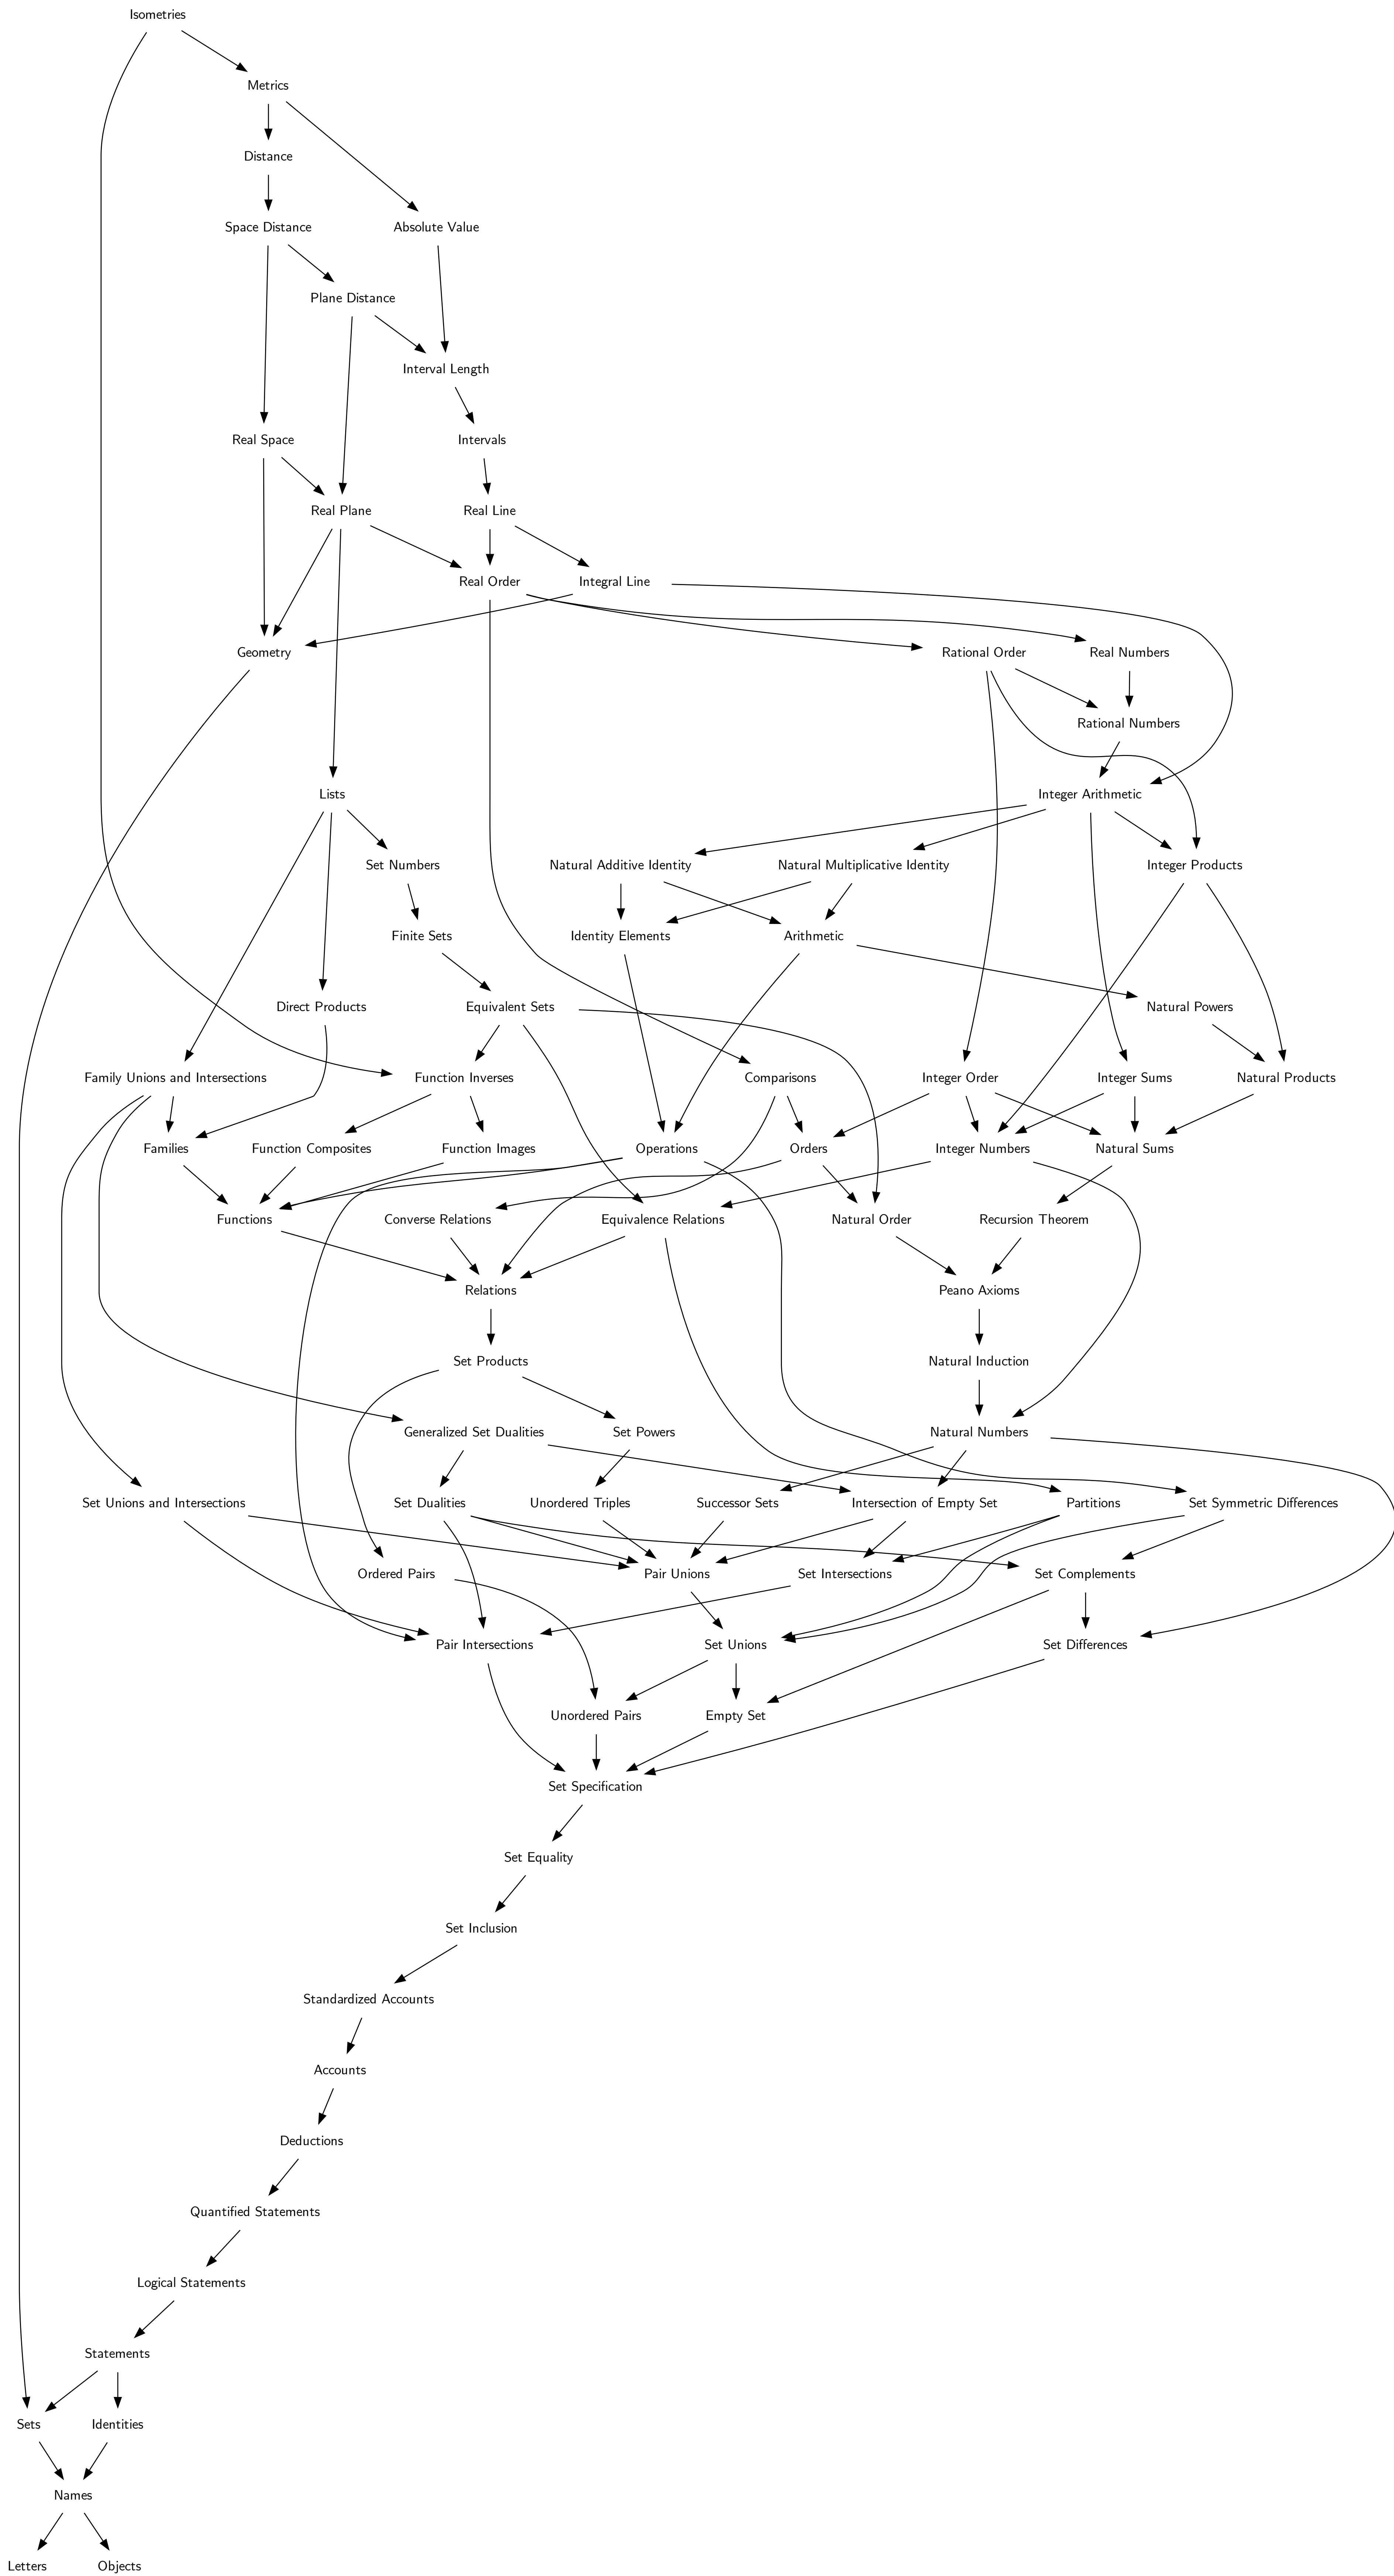 Isometries
Metrics
Distance
Space Distance
Absolute Value
Plane Distance
Interval Length
Real Space
Intervals
Real Plane
Real Line
Real Order
Integral Line
Geometry
Rational Order
Real Numbers
Rational Numbers
Lists
Integer Arithmetic
Set Numbers
Natural Additive Identity
Natural Multiplicative Identity
Integer Products
Finite Sets
Identity Elements
Arithmetic
Direct Products
Equivalent Sets
Natural Powers
Family Unions and Intersections
Function Inverses
Comparisons
Integer Order
Integer Sums
Natural Products
Families
Function Composites
Function Images
Operations
Orders
Integer Numbers
Natural Sums
Functions
Converse Relations
Equivalence Relations
Natural Order
Recursion Theorem
Relations
Peano Axioms
Set Products
Natural Induction
Generalized Set Dualities
Set Powers
Natural Numbers
Set Unions and Intersections
Set Dualities
Unordered Triples
Successor Sets
Intersection of Empty Set
Partitions
Set Symmetric Differences
Ordered Pairs
Pair Unions
Set Intersections
Set Complements
Pair Intersections
Set Unions
Set Differences
Unordered Pairs
Empty Set
Set Specification
Set Equality
Set Inclusion
Standardized Accounts
Accounts
Deductions
Quantified Statements
Logical Statements
Statements
Sets
Identities
Names
Letters
Objects